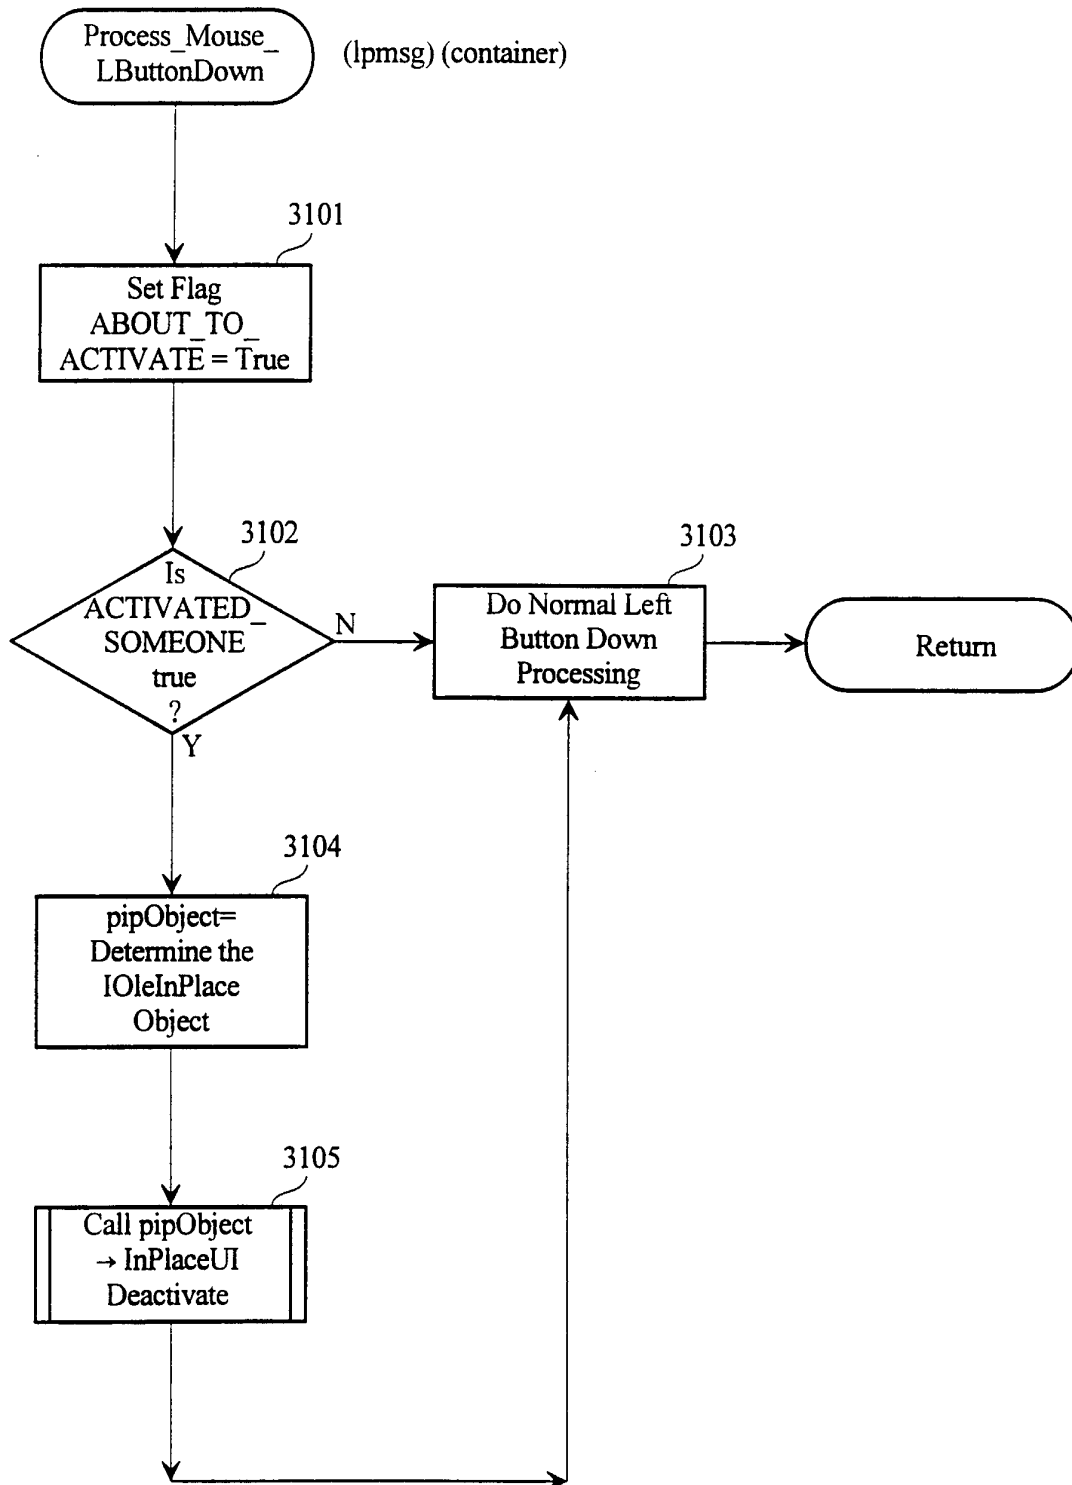 Process_Mouse_
LButtonDown
(lpmsg) (container)
3101
Set Flag
ABOUT_TO_
ACTIVATE = True
3102
Is
ACTIVATED_
SOMEONE
true
?
N
Y
3103
Do Normal Left
Button Down
Processing
Return
3104
pipObject=
Determine the
IOleInPlace
Object
3105
Call pipObject
→ InPlaceUI
Deactivate